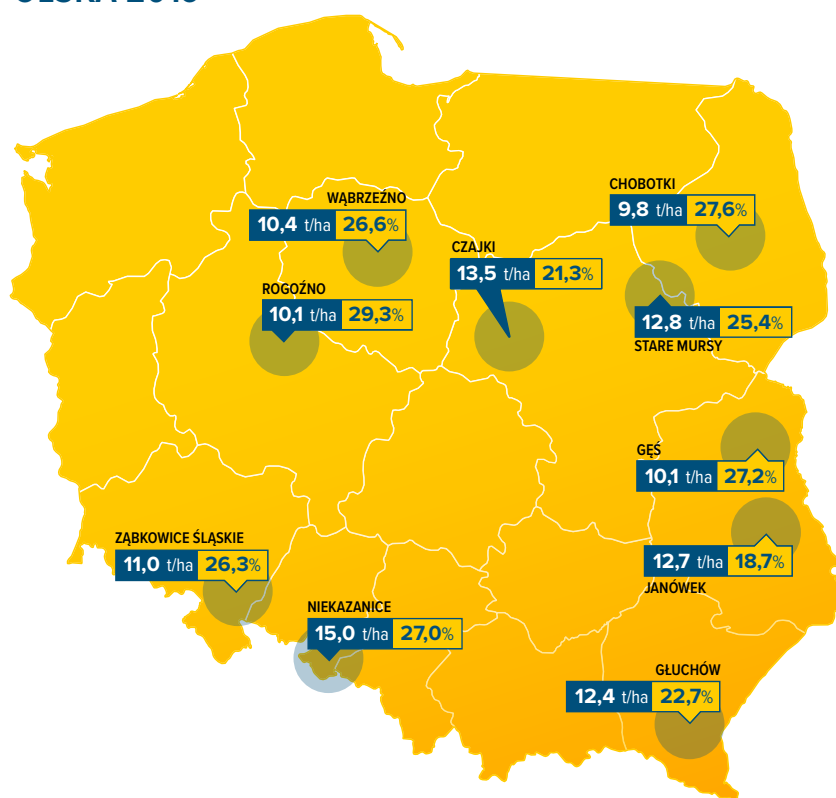 WĄBRZEŹNO
10,4 t/ha 26,6%
CHOBOTKI
9,8 t/ha 27,6%
CZAJKI
13,5 t/ha 21,3%
ROGOŹNO
10,1 t/ha 29,3%
12,8 t/ha 25,4%
STARE MURSY
GĘŚ
10,1 t/ha 27,2%
ZĄBKOWICE ŚLĄSKIE
11,0 t/ha 26,3%
12,7 t/ha 18,7%
JANÓWEK
NIEKAZANICE
15,0 t/ha 27,0%
GŁUCHÓW
12,4 t/ha 22,7%